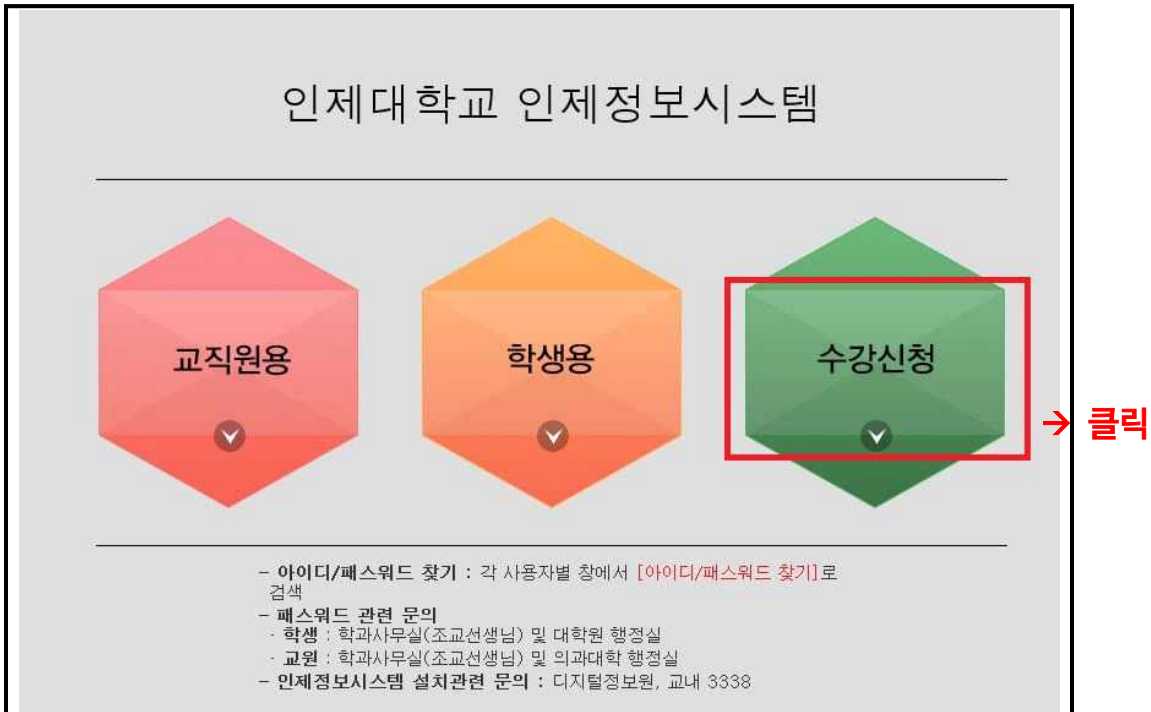 인제대학교 인제정보시스템
교직원용
학생용
수강신청
→ 클릭
– 아이디/패스워드 찾기 : 각 사용자별 창에서 [아이디/패스워드 찾기]로
검색
– 패스워드 관련 문의
· 학생 : 학과사무실(조교선생님) 및 대학원 행정실
· 교원 : 학과사무실(조교선생님) 및 의과대학 행정실
– 인제정보시스템 설치관련 문의 : 디지털정보원, 교내 3338